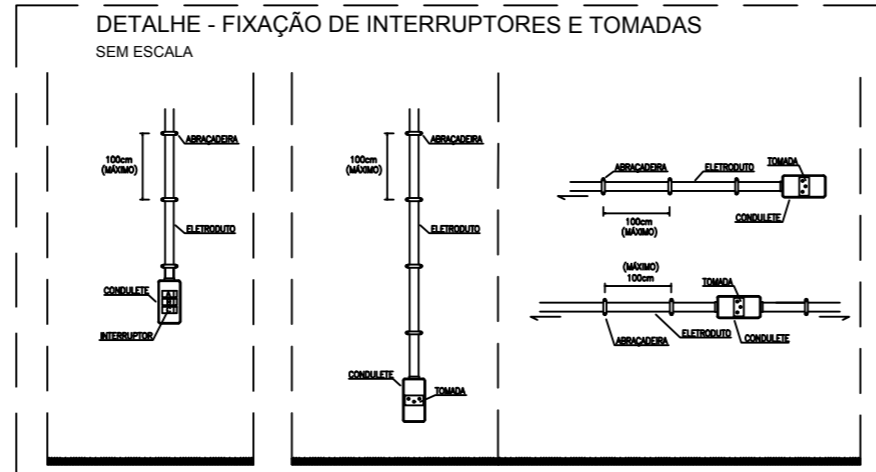 DETALHE - FIXAÇÃO DE INTERRUPTORES E TOMADAS
SEM ESCALA
ABRAÇADEIRA
100cm
(MÁXIMO)
ELETRODUTO
CONDULETE
A
B
C
INTERRUPTOR
ABRAÇADEIRA
100cm
(MÁXIMO)
ELETRODUTO
CONDULETE
TOMADA
ABRAÇADEIRA
ELETRODUTO
TOMADA
CONDULETE
100cm
(MÁXIMO)
(MÁXIMO)
100cm
TOMADA
ABRAÇADEIRA
ELETRODUTO
CONDULETE